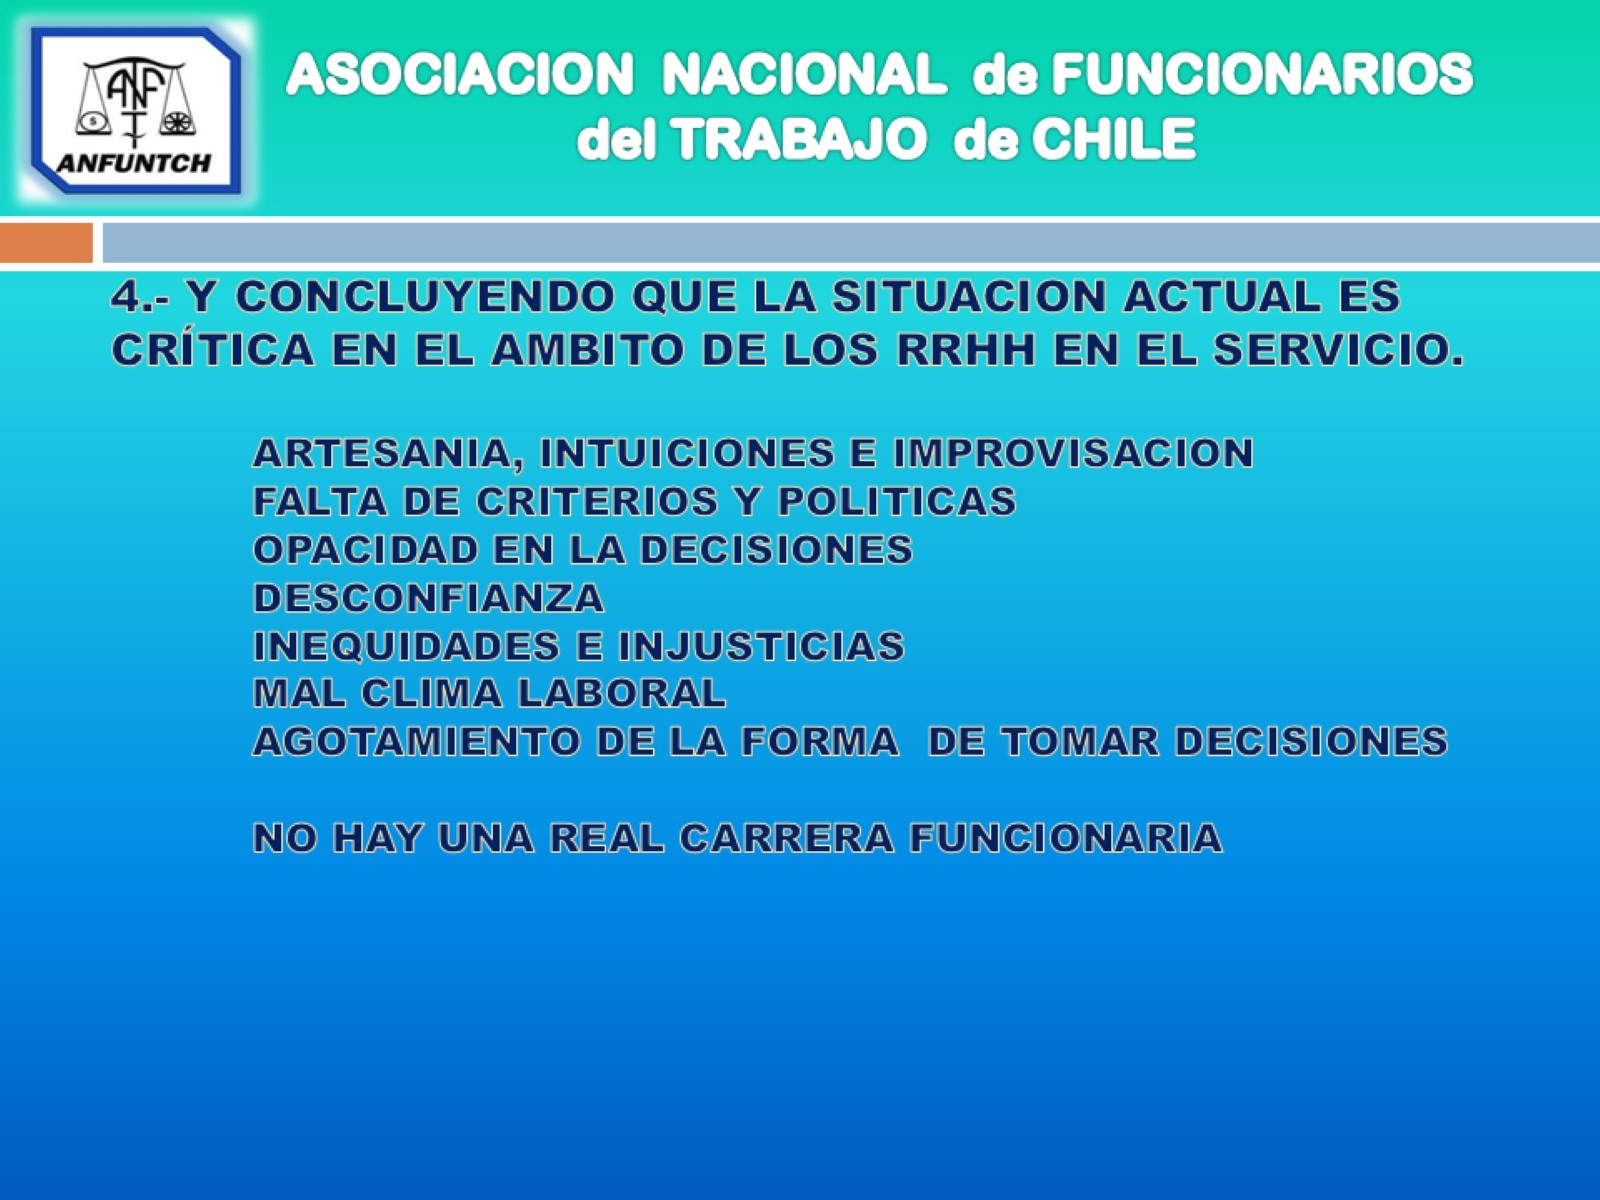 ANFT
$
ANFUNTCH
ASOCIACION NACIONAL de FUNCIONARIOS
del TRABAJO de CHILE
4.- Y CONCLUYENDO QUE LA SITUACION ACTUAL ES
CRÍTICA EN EL AMBITO DE LOS RRHH EN EL SERVICIO.
ARTESANIA, INTUICIONES E IMPROVISACION
FALTA DE CRITERIOS Y POLITICAS
OPACIDAD EN LA DECISIONES
DESCONFIANZA
INEQUIDADES E INJUSTICIAS
MAL CLIMA LABORAL
AGOTAMIENTO DE LA FORMA DE TOMAR DECISIONES
NO HAY UNA REAL CARRERA FUNCIONARIA